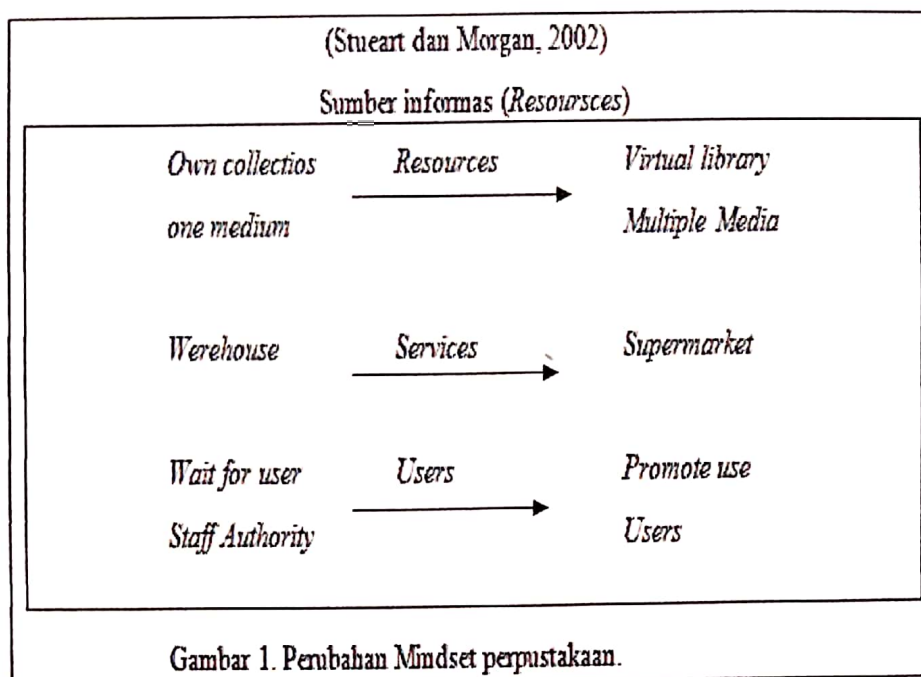 (Stueart dan Morgan, 2002)
Sumber informas (Resoursces)
Own collectios Resources Virtual library
one medium Multiple Media
Werehouse Services Supermarket
Wait for user Users Promote use
Staff Authority Users
Gambar 1. Perubahan Mindset perpustakaan.